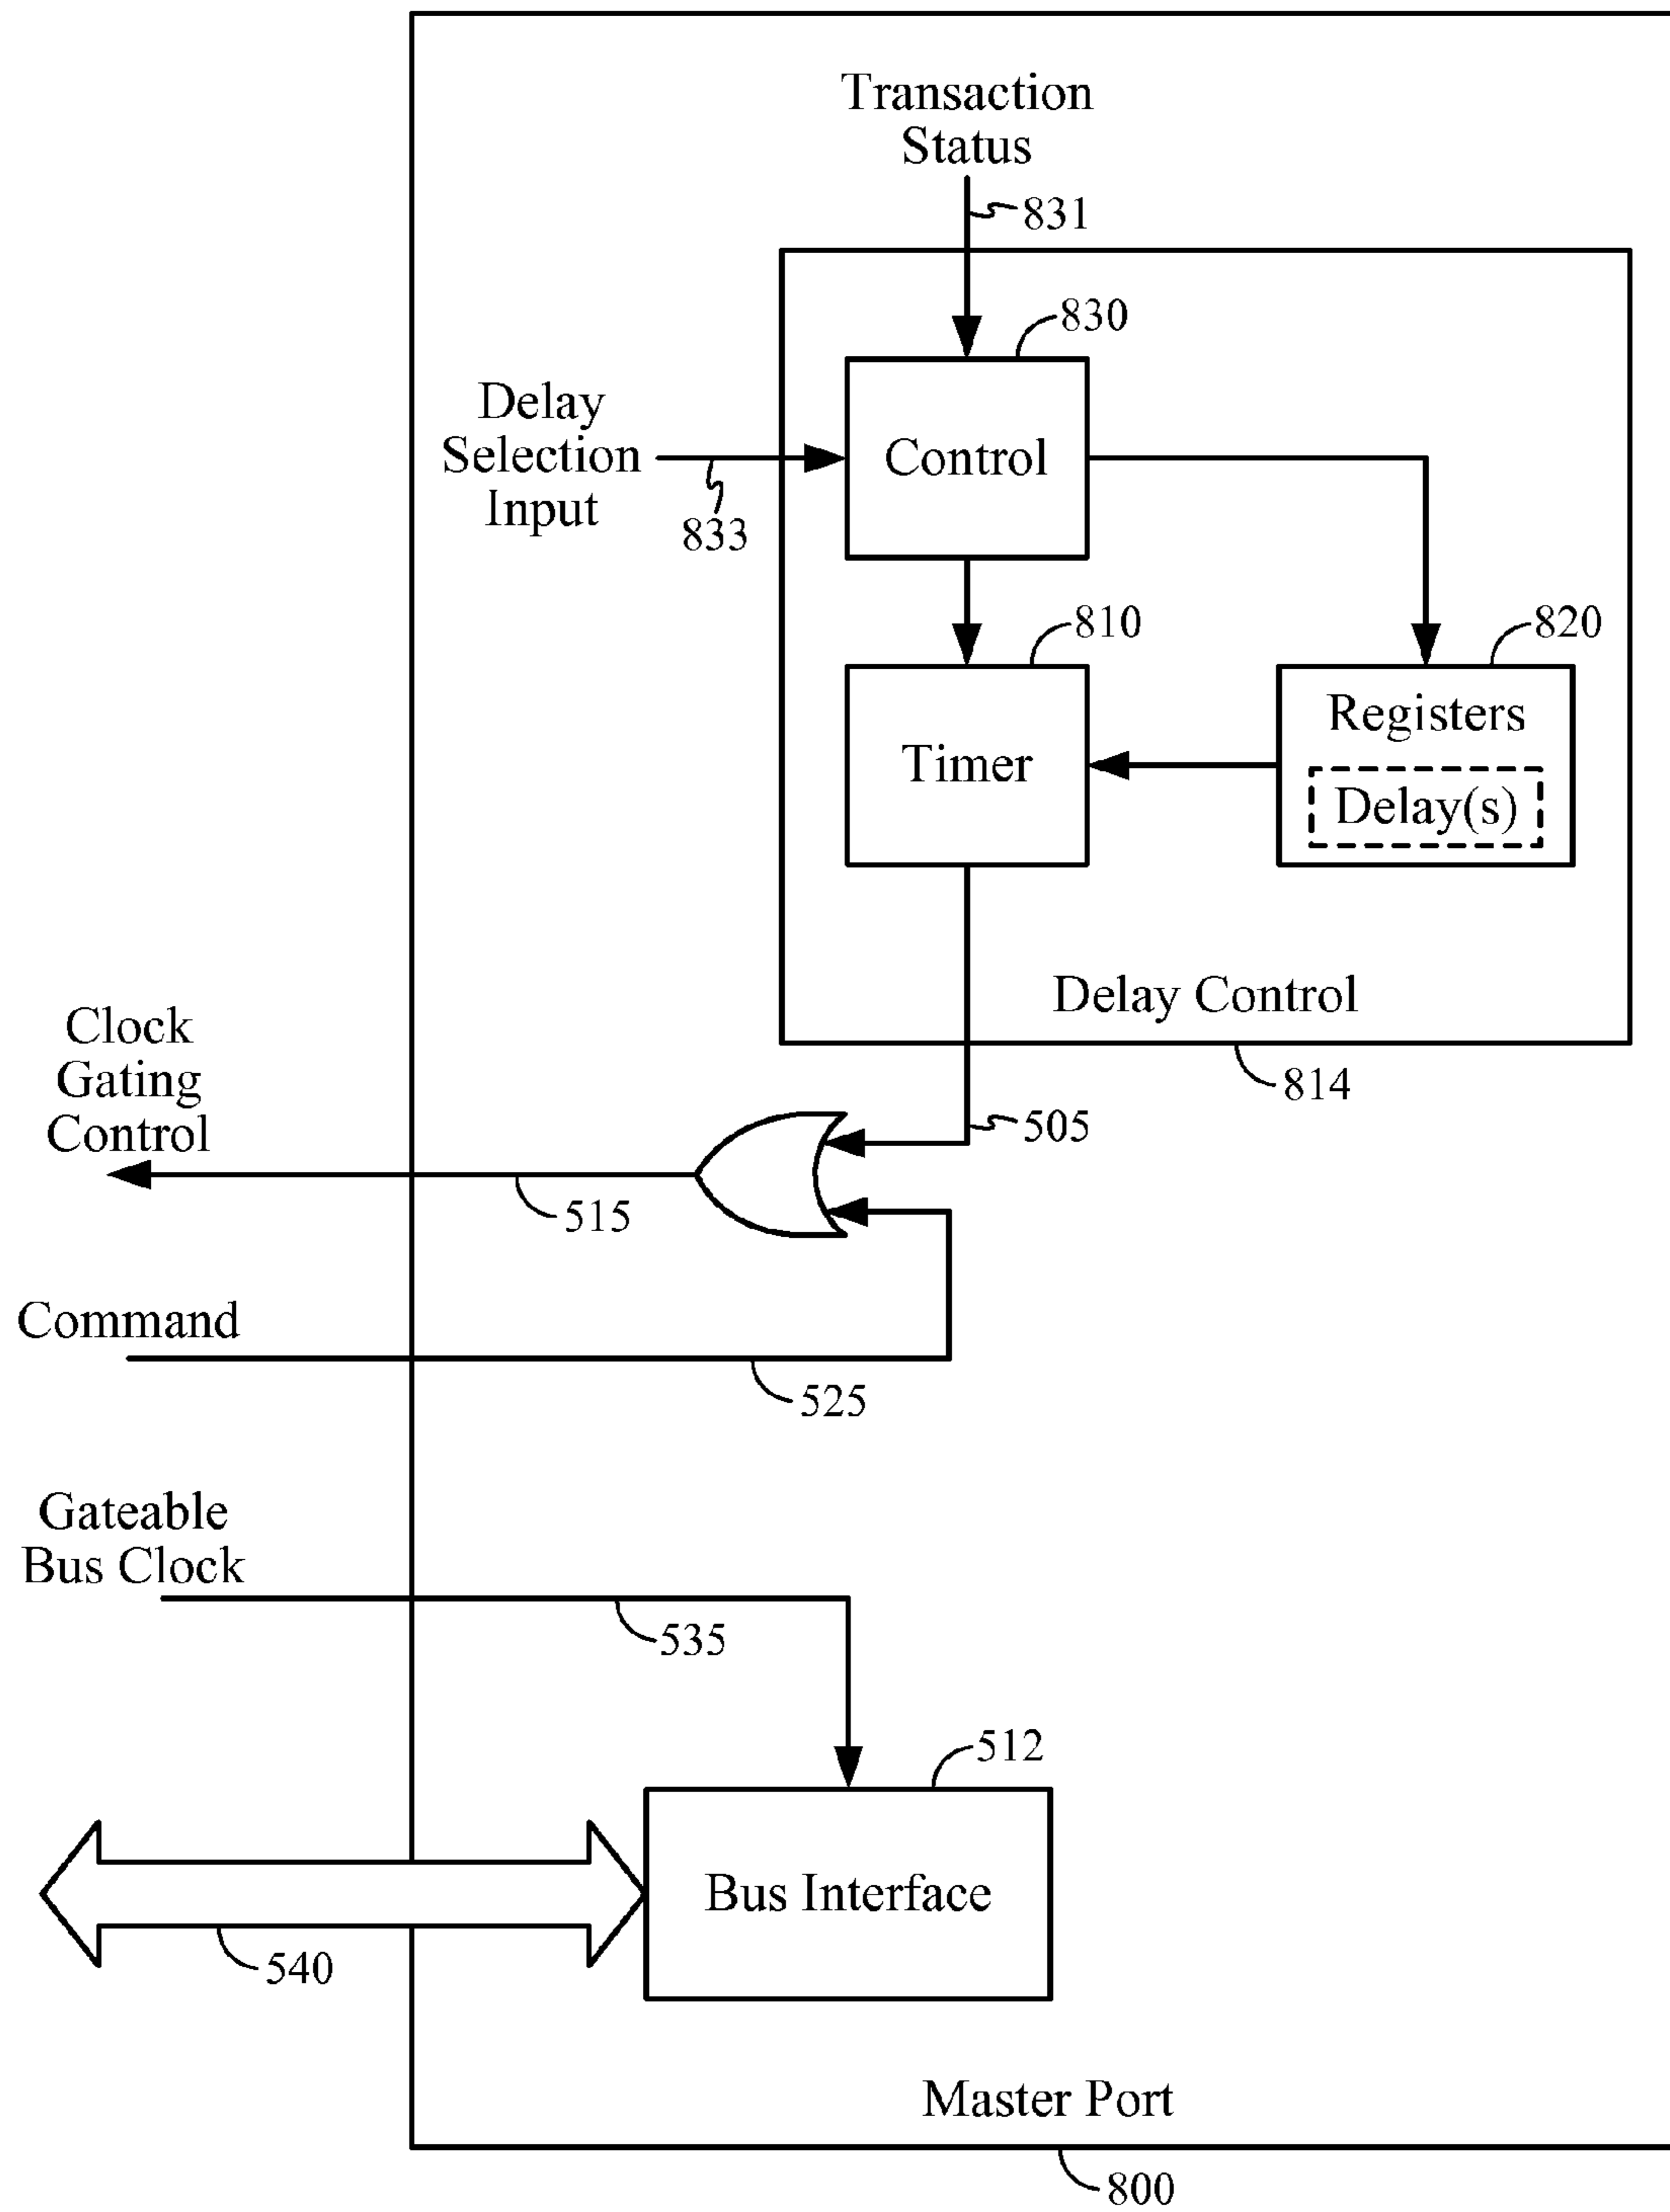 Transaction
Status
831
830
Delay
Selection
Input
833
Control
810
820
Timer
Registers
Delay(s)
Delay Control
814
Clock
Gating
Control
505
515
Command
525
Gateable
Bus Clock
535
512
Bus Interface
540
Master Port
800